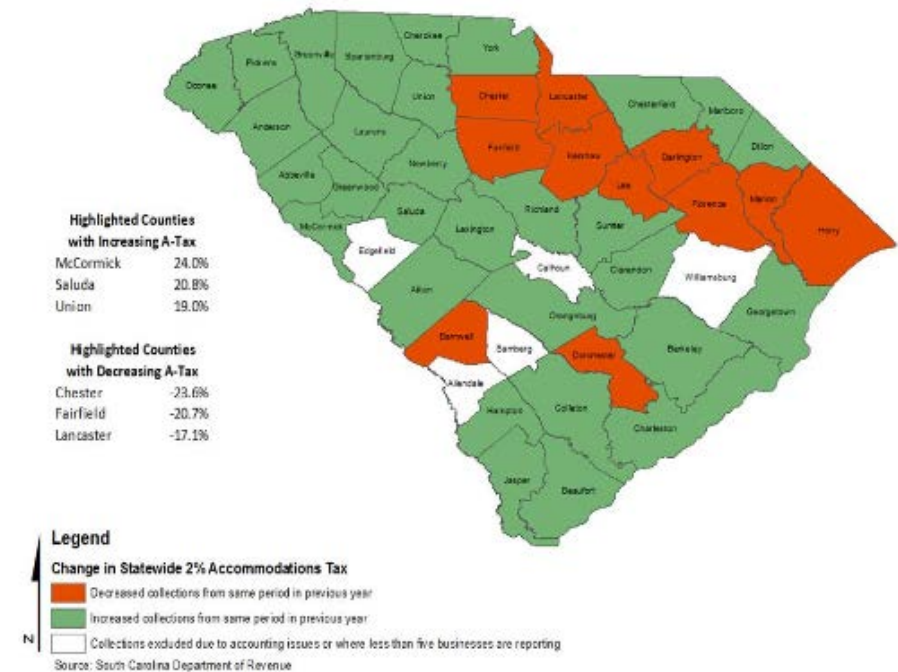 Cherokee
York
Greenville
Spartanburg
Pickens
Oconee
Union
Chester
Lancaster
Chesterfield
Marlboro
Anderson
Laurens
Fairfield
Kershaw
Darlington
Dillon
Newberry
Abbeville
Greenwood
Lee
Florence
Marion
Saluda
Richland
McCormick
Lexington
Sumter
Horry
Edgefield
Calhoun
Clarendon
Williamsburg
Aiken
Orangeburg
Georgetown
Barnwell
Bamberg
Dorchester
Berkeley
Allendale
Hampton
Colleton
Charleston
Jasper
Beaufort
Highlighted Counties
with Increasing A-Tax
McCormick 24.0%
Saluda 20.8%
Union 19.0%
Highlighted Counties
with Decreasing A-Tax
Chester -23.6%
Fairfield -20.7%
Lancaster -17.1%
N
Legend
Change in Statewide 2% Accommodations Tax
Decreased collections from same period in previous year
Increased collections from same period in previous year
Collections excluded due to accounting issues or where less than five businesses are reporting
Source: South Carolina Department of Revenue